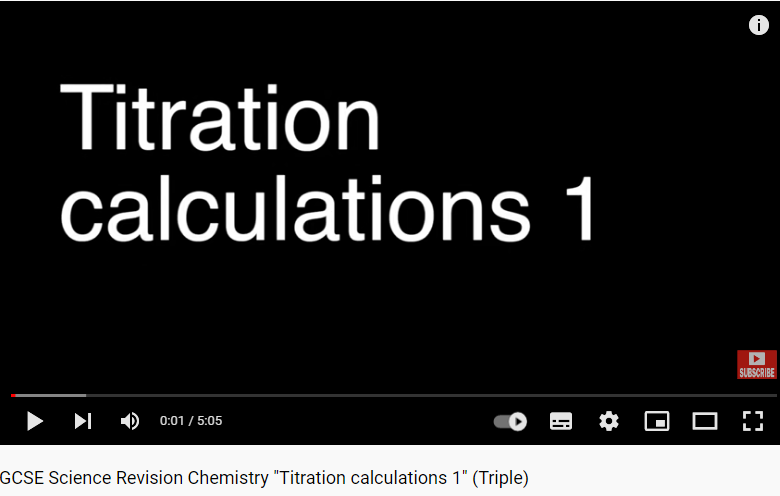 Titration
calculations 1
SUBSCRIBE
0:01 / 5:05
GCSE Science Revision Chemistry "Titration calculations 1" (Triple)